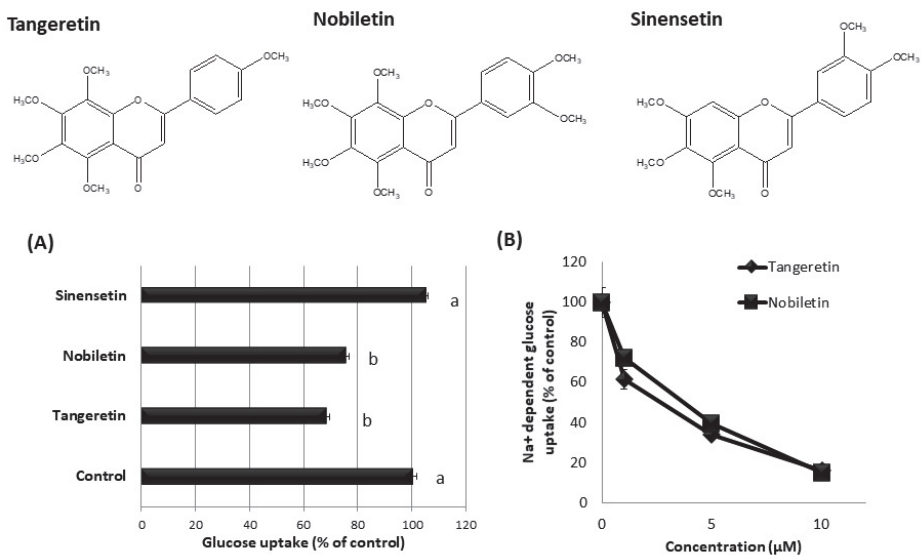 Tangeretin
Nobiletin
Sinensetin
OCH₃
OCH₃
H₃CO
O
H₃CO
OCH₃
O
OCH₃
OCH₃
H₃CO
O
OCH₃
H₃CO
OCH₃
O
OCH₃
OCH₃
H₃CO
O
H₃CO
OCH₃
O
(A)
Sinensetin
a
Nobiletin
b
Tangeretin
b
Control
a
0 20 40 60 80 100 120
Glucose uptake (% of control)
(B)
Na+ dependent glucose
uptake (% of control)
120
100
80
60
40
20
0
Tangeretin
Nobiletin
0 5 10
Concentration (µM)